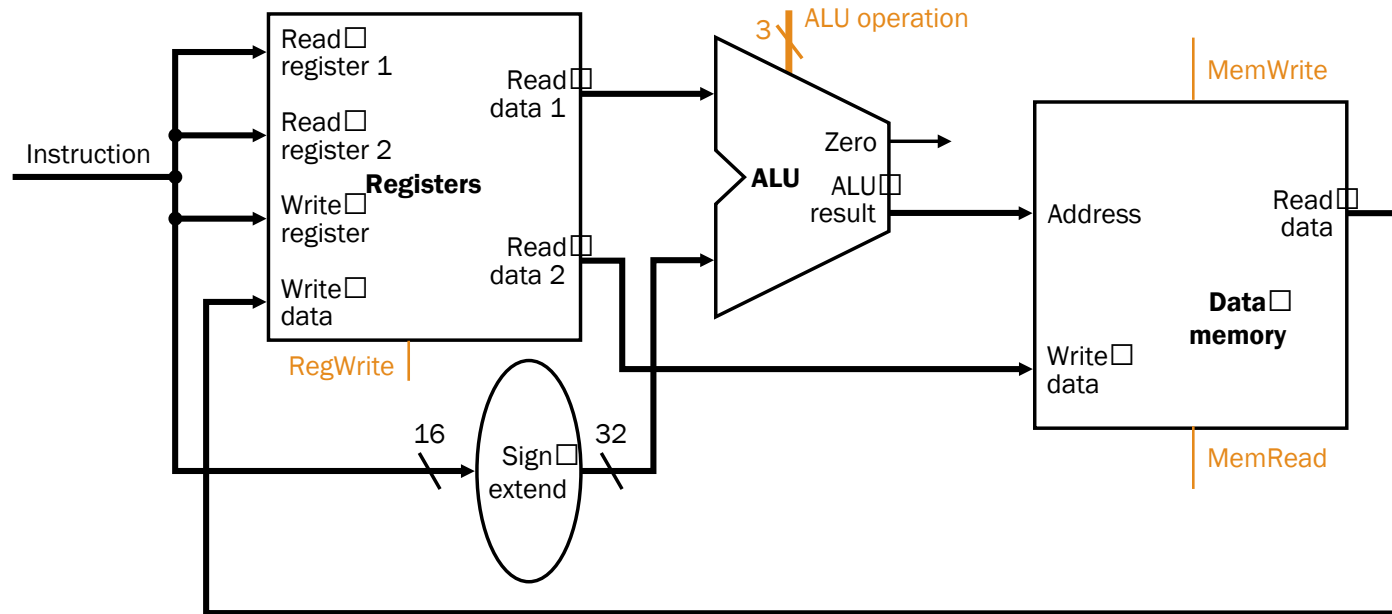 ALU operation
3
Read
register 1
Read
data 1
MemWrite
Read
register 2
Instruction
Zero
Registers
ALU
ALU
result
Write
register
Address
Read
data
Read
data 2
Write
data
Data
memory
RegWrite
Write
data
16
32
Sign
extend
MemRead